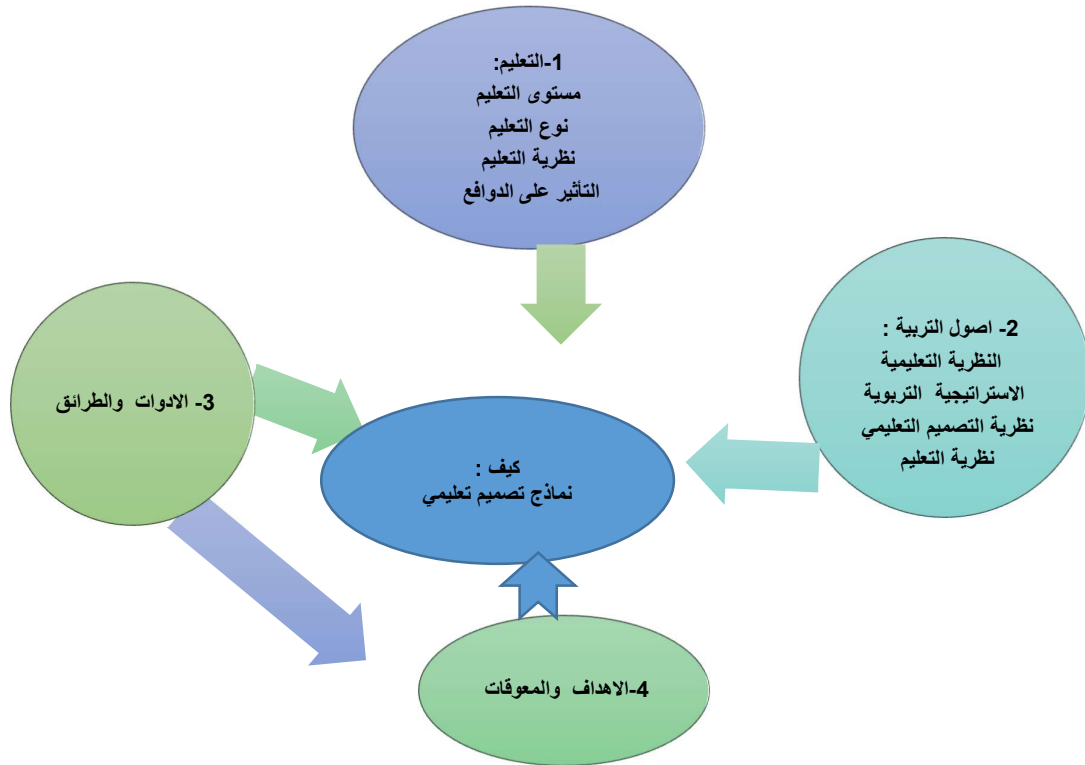 1-التعليم:
مستوى التعليم
نوع التعليم
نظرية التعليم
التأثير على الدوافع
2- اصول التربية :
النظرية التعليمية
الاستراتيجية التربوية
نظرية التصميم التعليمي
نظرية التعليم
3- الادوات والطرائق
كيف :
نماذج تصميم تعليمي
4-الاهداف والمعوقات